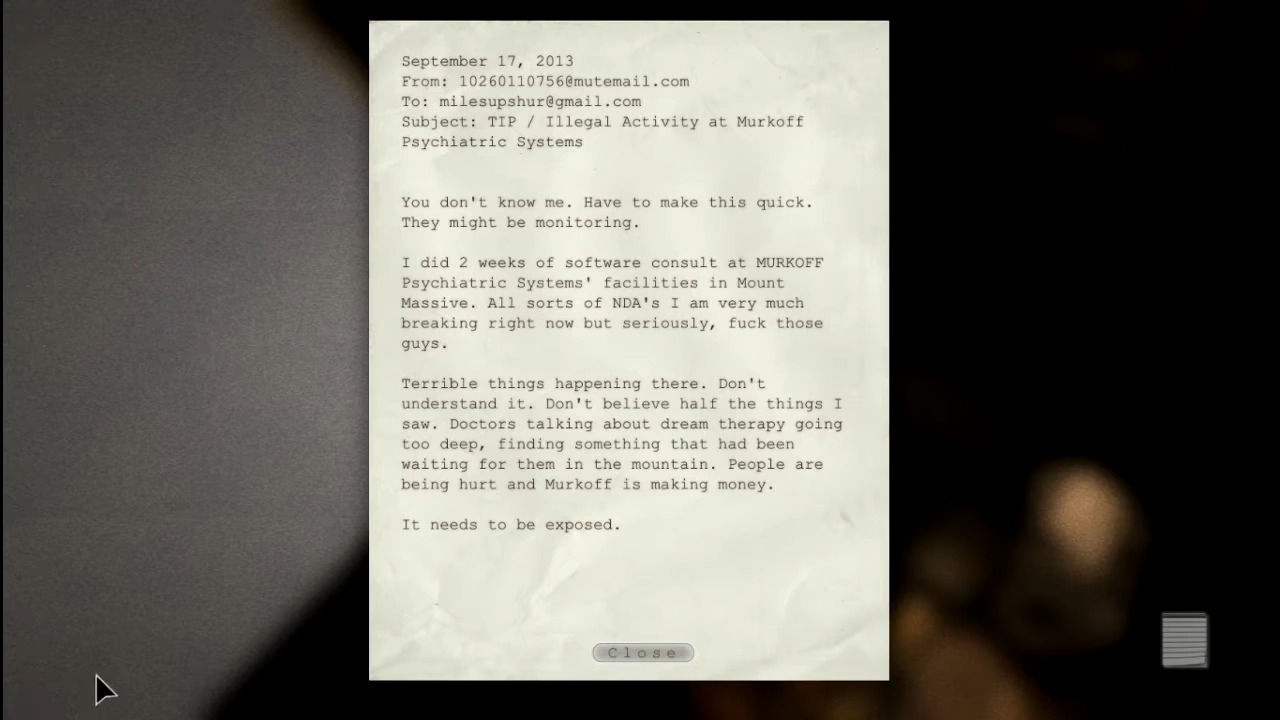 September 17, 2013
From: 10260110756@mutemail.com
To: milesupshur@gmail.com
Subject: TIP / Illegal Activity at Murkoff
Psychiatric Systems
You don't know me. Have to make this quick.
They might be monitoring.
I did 2 weeks of software consult at MURKOFF
Psychiatric Systems' facilities in Mount
Massive. All sorts of NDA's I am very much
breaking right now but seriously, fuck those
guys.
Terrible things happening there. Don't
understand it. Don't believe half the things I
saw. Doctors talking about dream therapy going
too deep, finding something that had been
waiting for them in the mountain. People are
being hurt and Murkoff is making money.
It needs to be exposed.
Close